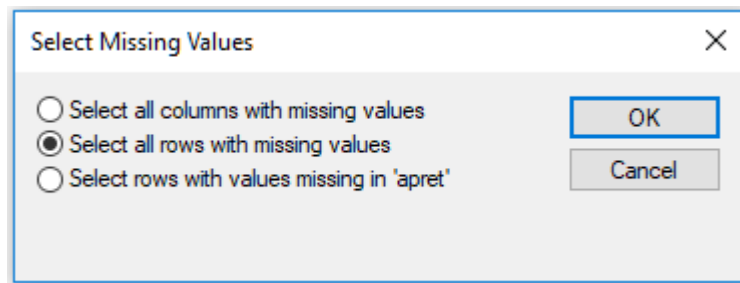 Select Missing Values
Select all columns with missing values
Select all rows with missing values
Select rows with values missing in 'apret'
OK
Cancel